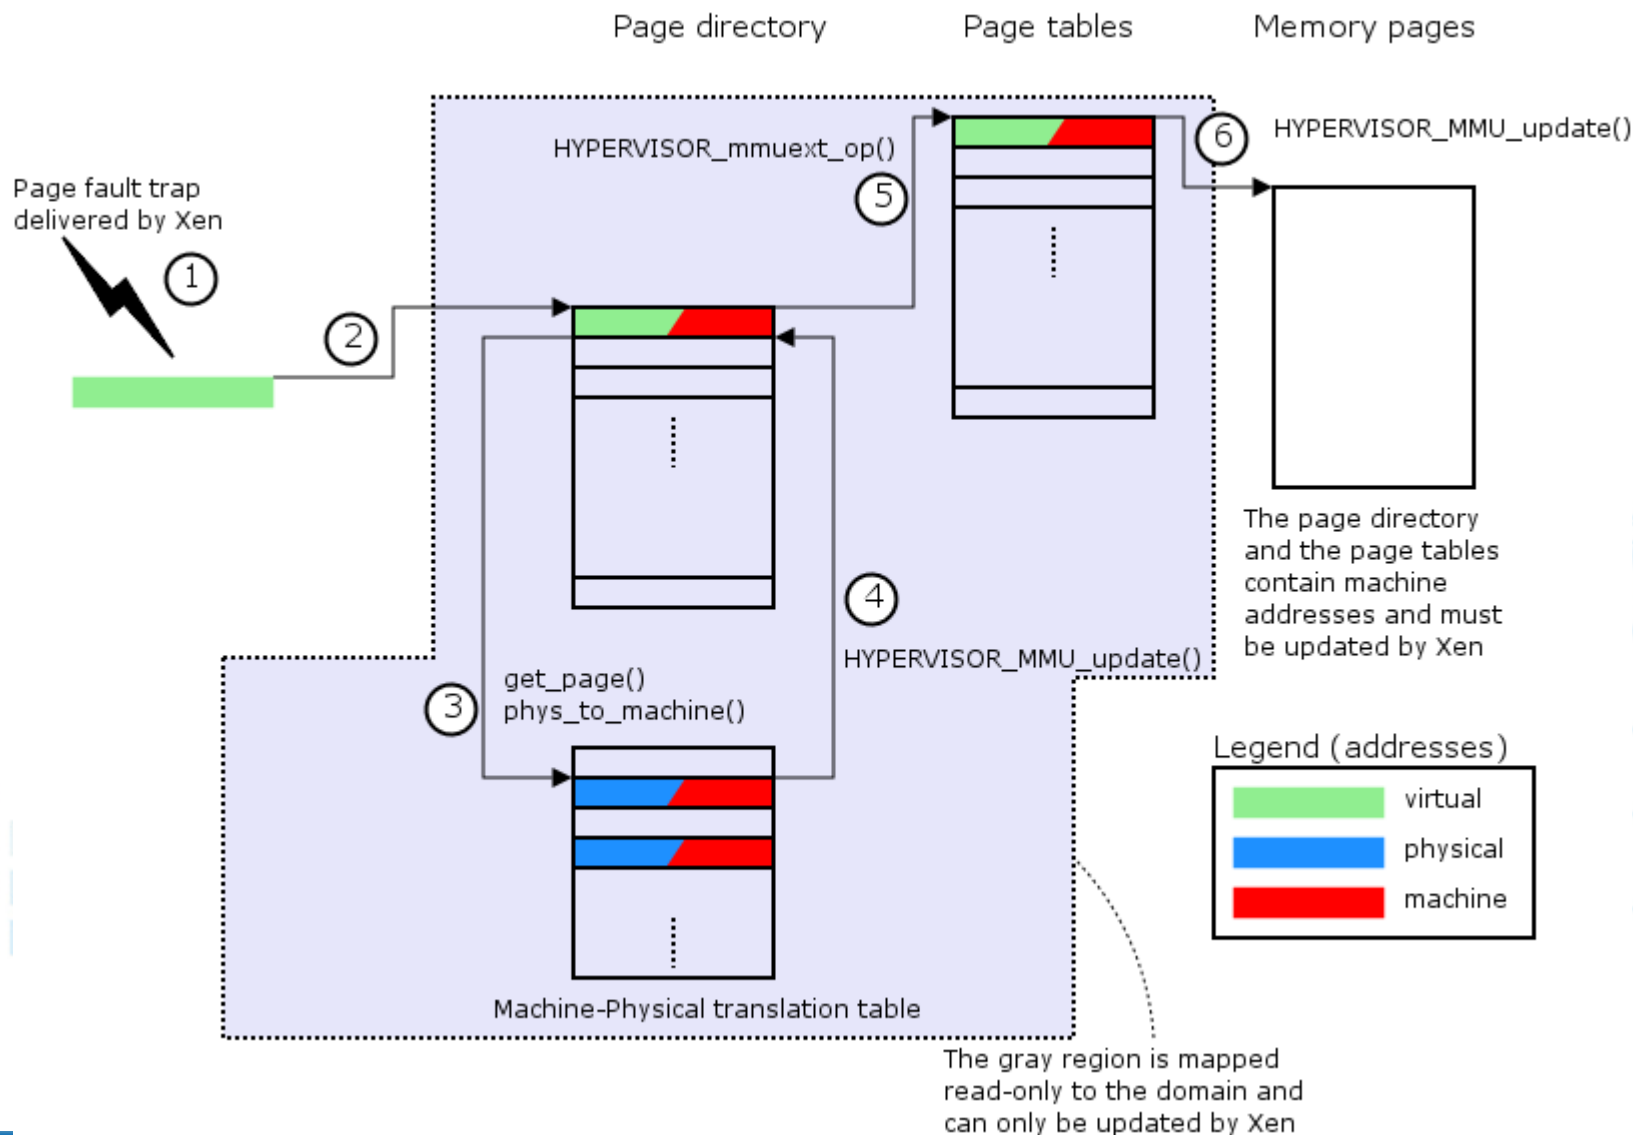 Page directory
Page tables
Memory pages
HYPERVISOR_mmuext_op()
6
HYPERVISOR_MMU_update()
Page fault trap
delivered by Xen
1
5
2
The page directory
and the page tables
contain machine
addresses and must
be updated by Xen
4
HYPERVISOR_MMU_update()
3
get_page()
phys_to_machine()
Legend (addresses)
virtual
physical
machine
Machine-Physical translation table
The gray region is mapped
read-only to the domain and
can only be updated by Xen